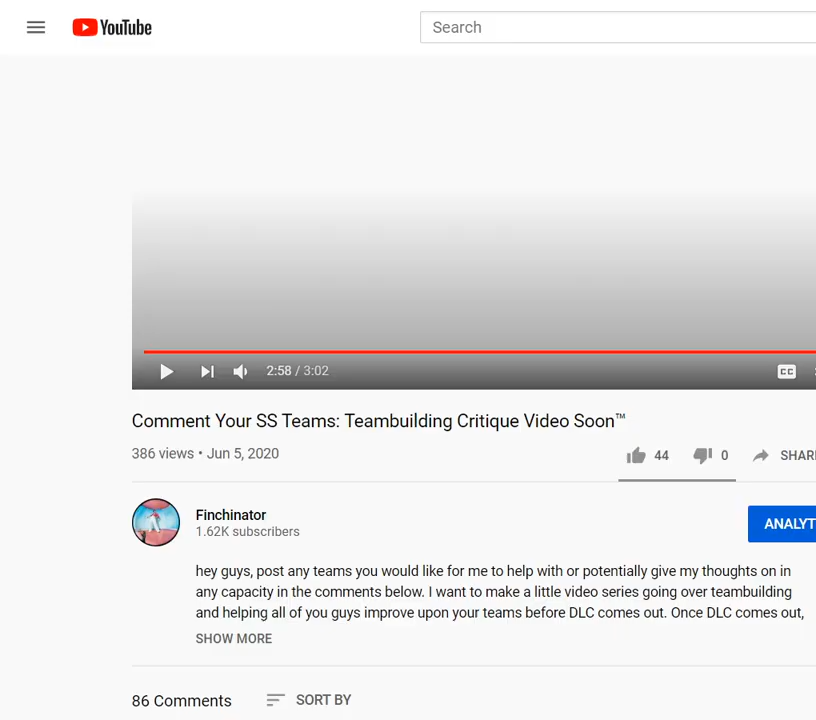 YouTube
Search
2:58 / 3:02
CC
Comment Your SS Teams: Teambuilding Critique Video Soon™
386 views • Jun 5, 2020
44
0
SHAR
Finchinator
1.62K subscribers
ANALYT
hey guys, post any teams you would like for me to help with or potentially give my thoughts on in
any capacity in the comments below. I want to make a little video series going over teambuilding
and helping all of you guys improve upon your teams before DLC comes out. Once DLC comes out,
SHOW MORE
86 Comments
SORT BY